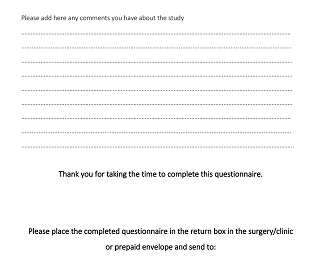 Please add here any comments you have about the study
Thank you for taking the time to complete this questionnaire.
Please place the completed questionnaire in the return box in the surgery/clinic
or prepaid envelope and send to: